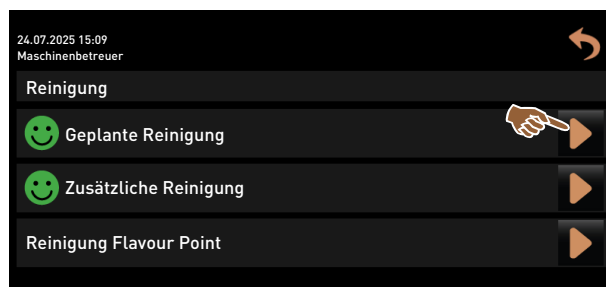 24.07.2025 15:09
Maschinenbetreuer
Reinigung
Geplante Reinigung
Zusätzliche Reinigung
Reinigung Flavour Point